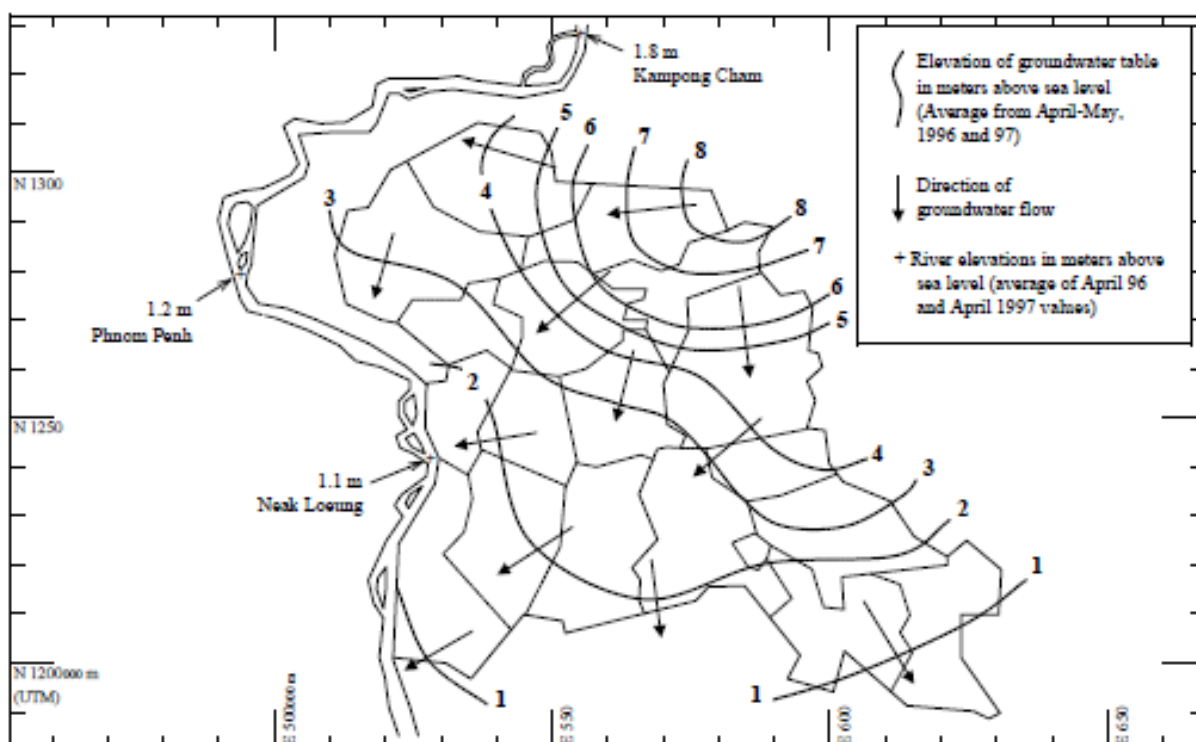 1.8 m
Kampong Cham
Elevation of groundwater table
in meters above sea level
(Average from April-May,
1996 and 97)
Direction of
groundwater flow
+ River elevations in meters above
sea level (average of April 96
and April 1997 values)
N 1300
5
6
7
8
4
3
8
7
6
5
1.2 m
Phnom Penh
2
N 1250
1.1 m
Neak Loeung
4
3
2
1
N 1200000 m
(UTM)
1
1
E 500000 m
E 550
E 600
E 650